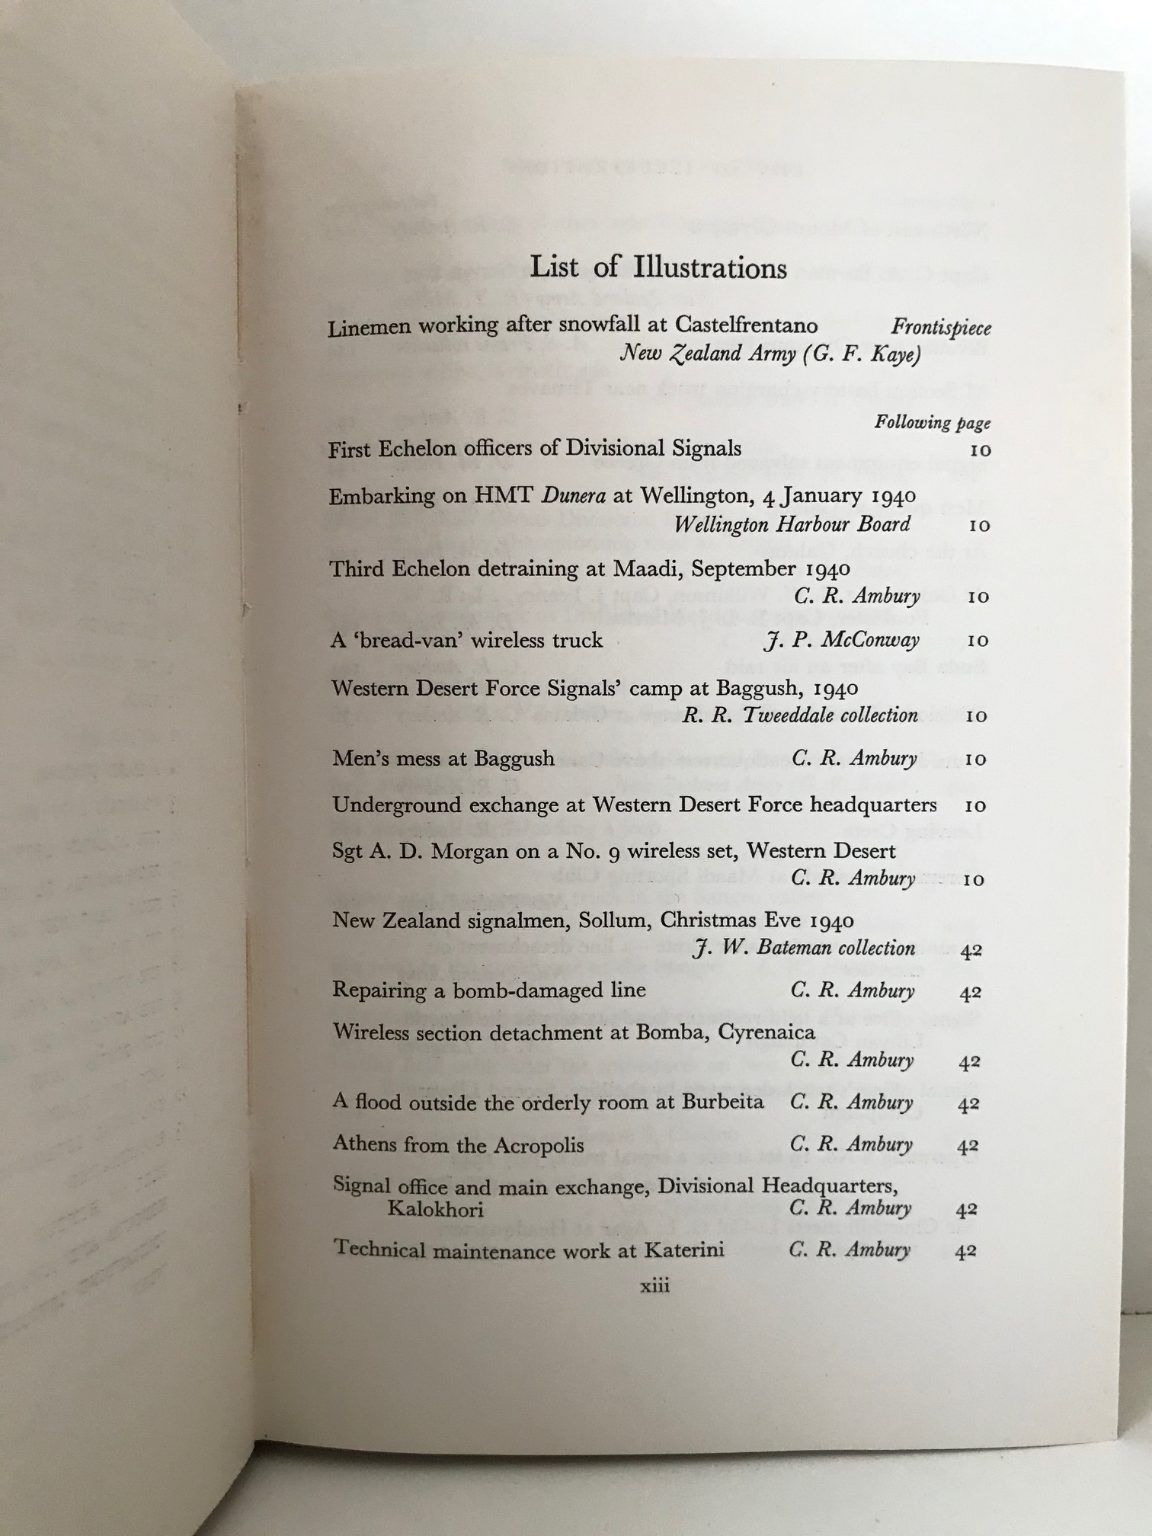 List of Illustrations
Linemen working after snowfall at Castelfrentano Frontispiece
New Zealand Army (G. F. Kaye)
Following page
First Echelon officers of Divisional Signals 10
Embarking on HMT Dunera at Wellington, 4 January 1940
Wellington Harbour Board 10
Third Echelon detraining at Maadi, September 1940
C. R. Ambury 10
A ‘bread-van’ wireless truck J. P. McConway 10
Western Desert Force Signals’ camp at Baggush, 1940
R. R. Tweeddale collection 10
Men’s mess at Baggush C. R. Ambury 10
Underground exchange at Western Desert Force headquarters 10
Sgt A. D. Morgan on a No. 9 wireless set, Western Desert
C. R. Ambury 10
New Zealand signalmen, Sollum, Christmas Eve 1940
J. W. Bateman collection 42
Repairing a bomb-damaged line C. R. Ambury 42
Wireless section detachment at Bomba, Cyrenaica
C. R. Ambury 42
A flood outside the orderly room at Burbeita C. R. Ambury 42
Athens from the Acropolis C. R. Ambury 42
Signal office and main exchange, Divisional Headquarters,
Kalokhori C. R. Ambury 42
Technical maintenance work at Katerini C. R. Ambury 42
xiii